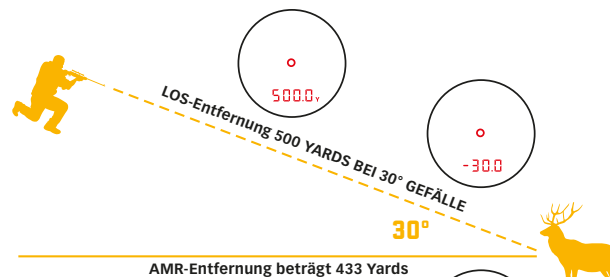 500.0Y
LOS-Entfernung 500 YARDS BEI 30° GEFÄLLE
-30.0
30°
AMR-Entfernung beträgt 433 Yards